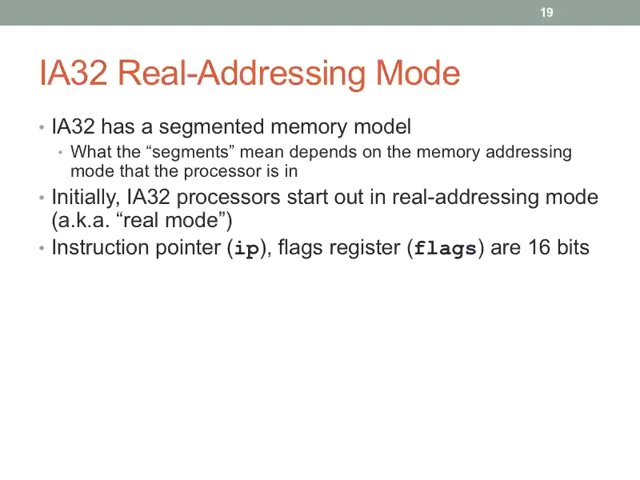 19
IA32 Real-Addressing Mode
• IA32 has a segmented memory model
• What the “segments” mean depends on the memory addressing
mode that the processor is in
• Initially, IA32 processors start out in real-addressing mode
(a.k.a. “real mode”)
• Instruction pointer (ip), flags register (flags) are 16 bits